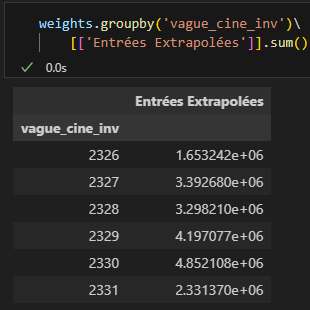 weights.groupby('vague_cine_inv')\
[['Entrées Extrapolées']].sum()
0.0s
Entrées Extrapolées
vague_cine_inv
2326 1.653242e+06
2327 3.392680e+06
2328 3.298210e+06
2329 4.197077e+06
2330 4.852108e+06
2331 2.331370e+06